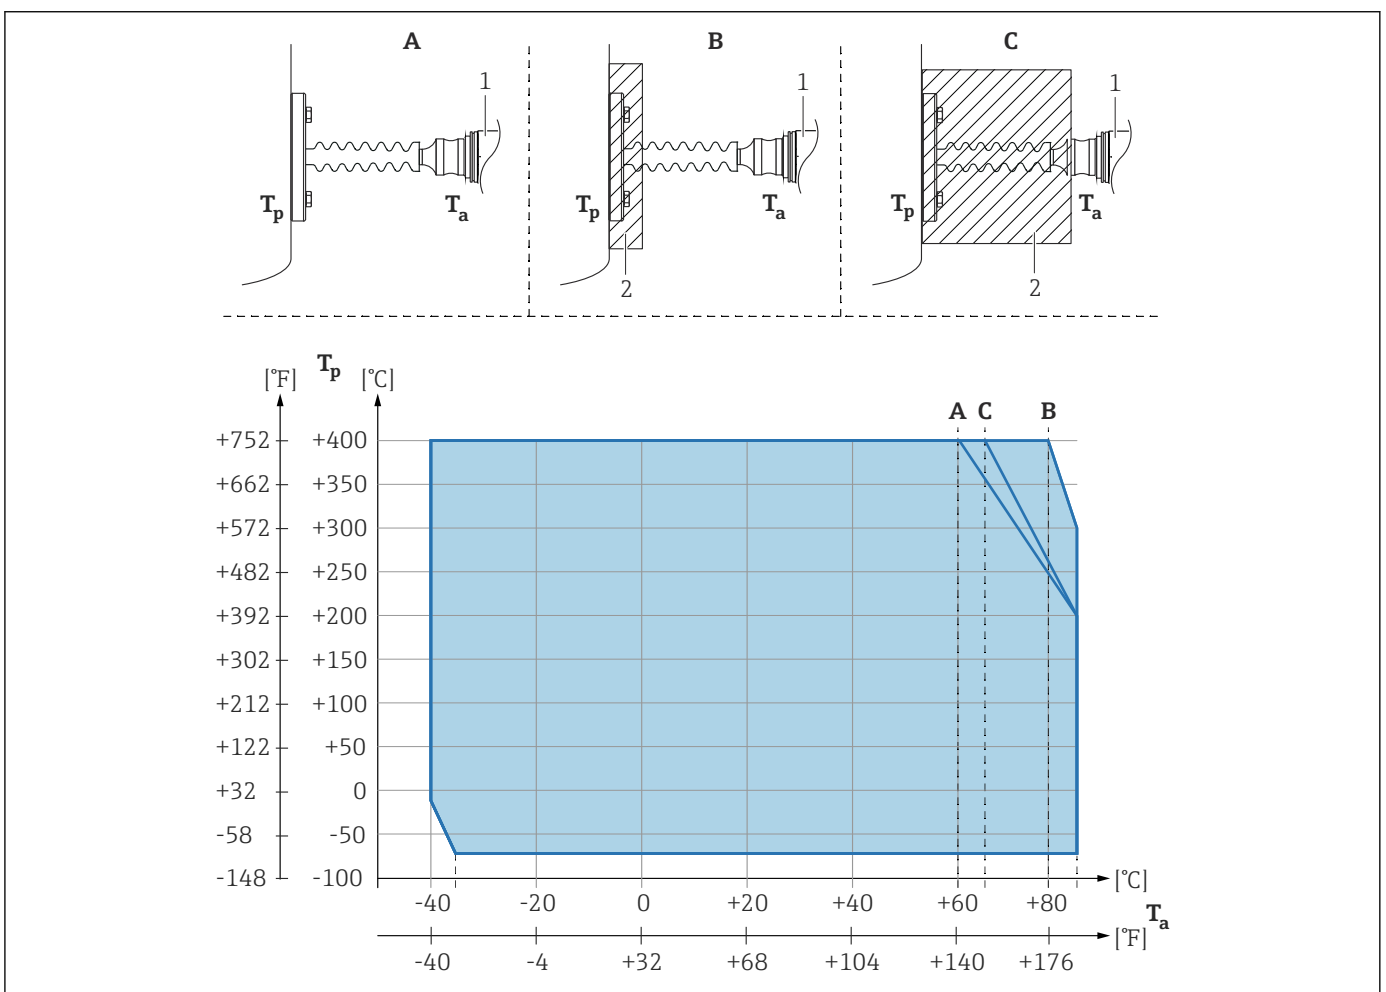 A B C
1 1 1
Tp Ta Tp Ta Tp Ta
2 2
Tp
[°F] [°C]
A C B
+752 +400
+662 +350
+572 +300
+482 +250
+392 +200
+302 +150
+212 +100
+122 +50
+32 0
-58 -50
-148 -100
[°C]
-40 -20 0 +20 +40 +60 +80
Ta
[°F]
-40 -4 +32 +68 +104 +140 +176